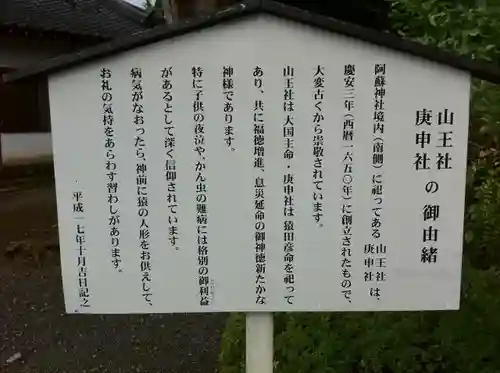 山王社
庚申社
の御由緒
阿蘇神社境内(南側)に祀ってある 山王社 庚申社 は、
慶安三年(西暦一六五〇年)に創立されたもので、
大変古くから崇敬されています。
山王社は大国主命・庚申社は猿田彦命を祀って
あり、共に福徳増進、息災延命の御神徳新たかな
神様であります。
特に子供の夜泣や、かん虫の難病には格別の御利益
があるとして深く信仰されています。
病気がなおったら、神前に猿の人形をお供えして、
お礼の気持をあらわす習わしがあります。
平成一七年十月吉日記之